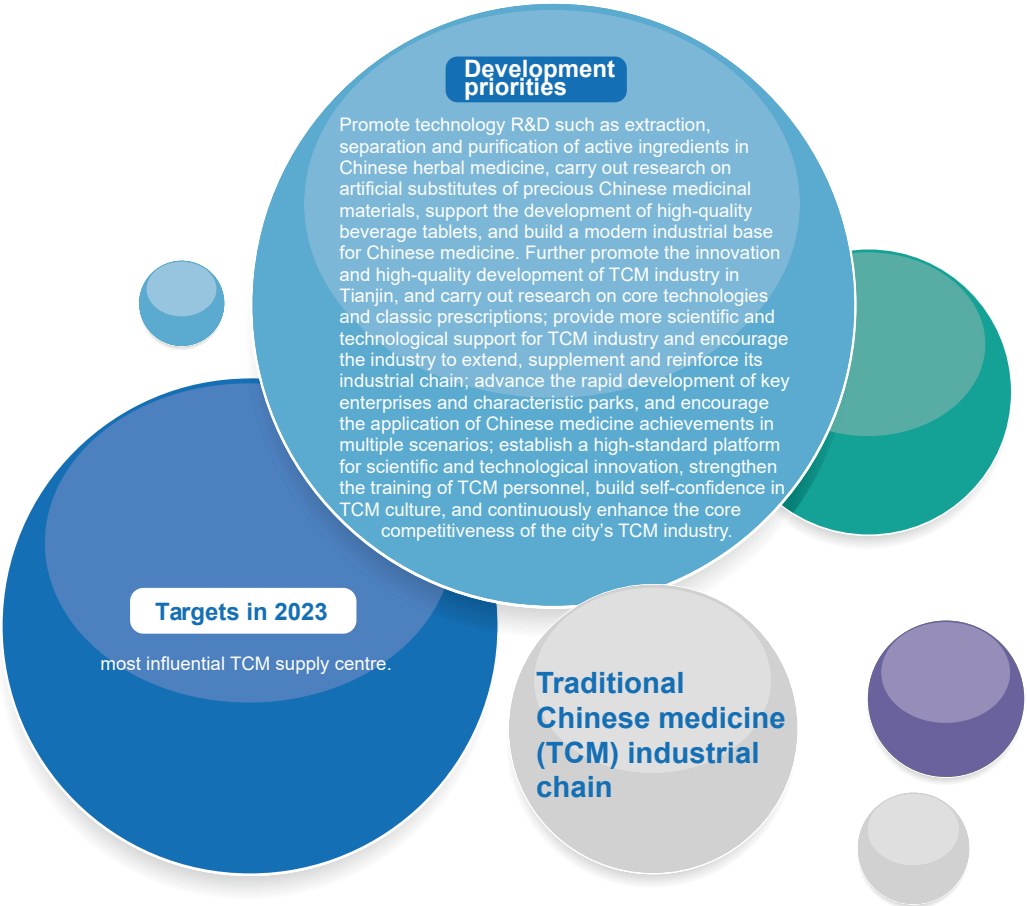 Development
priorities
Promote technology R&D such as extraction,
separation and purification of active ingredients in
Chinese herbal medicine, carry out research on
artificial substitutes of precious Chinese medicinal
materials, support the development of high-quality
beverage tablets, and build a modern industrial base
for Chinese medicine. Further promote the innovation
and high-quality development of TCM industry in
Tianjin, and carry out research on core technologies
and classic prescriptions; provide more scientific and
technological support for TCM industry and encourage
the industry to extend, supplement and reinforce its
industrial chain; advance the rapid development of key
enterprises and characteristic parks, and encourage
the application of Chinese medicine achievements in
multiple scenarios; establish a high-standard platform
for scientific and technological innovation, strengthen
the training of TCM personnel, build self-confidence in
TCM culture, and continuously enhance the core
competitiveness of the city’s TCM industry.
Targets in 2023
most influential TCM supply centre.
Traditional
Chinese medicine
(TCM) industrial
chain